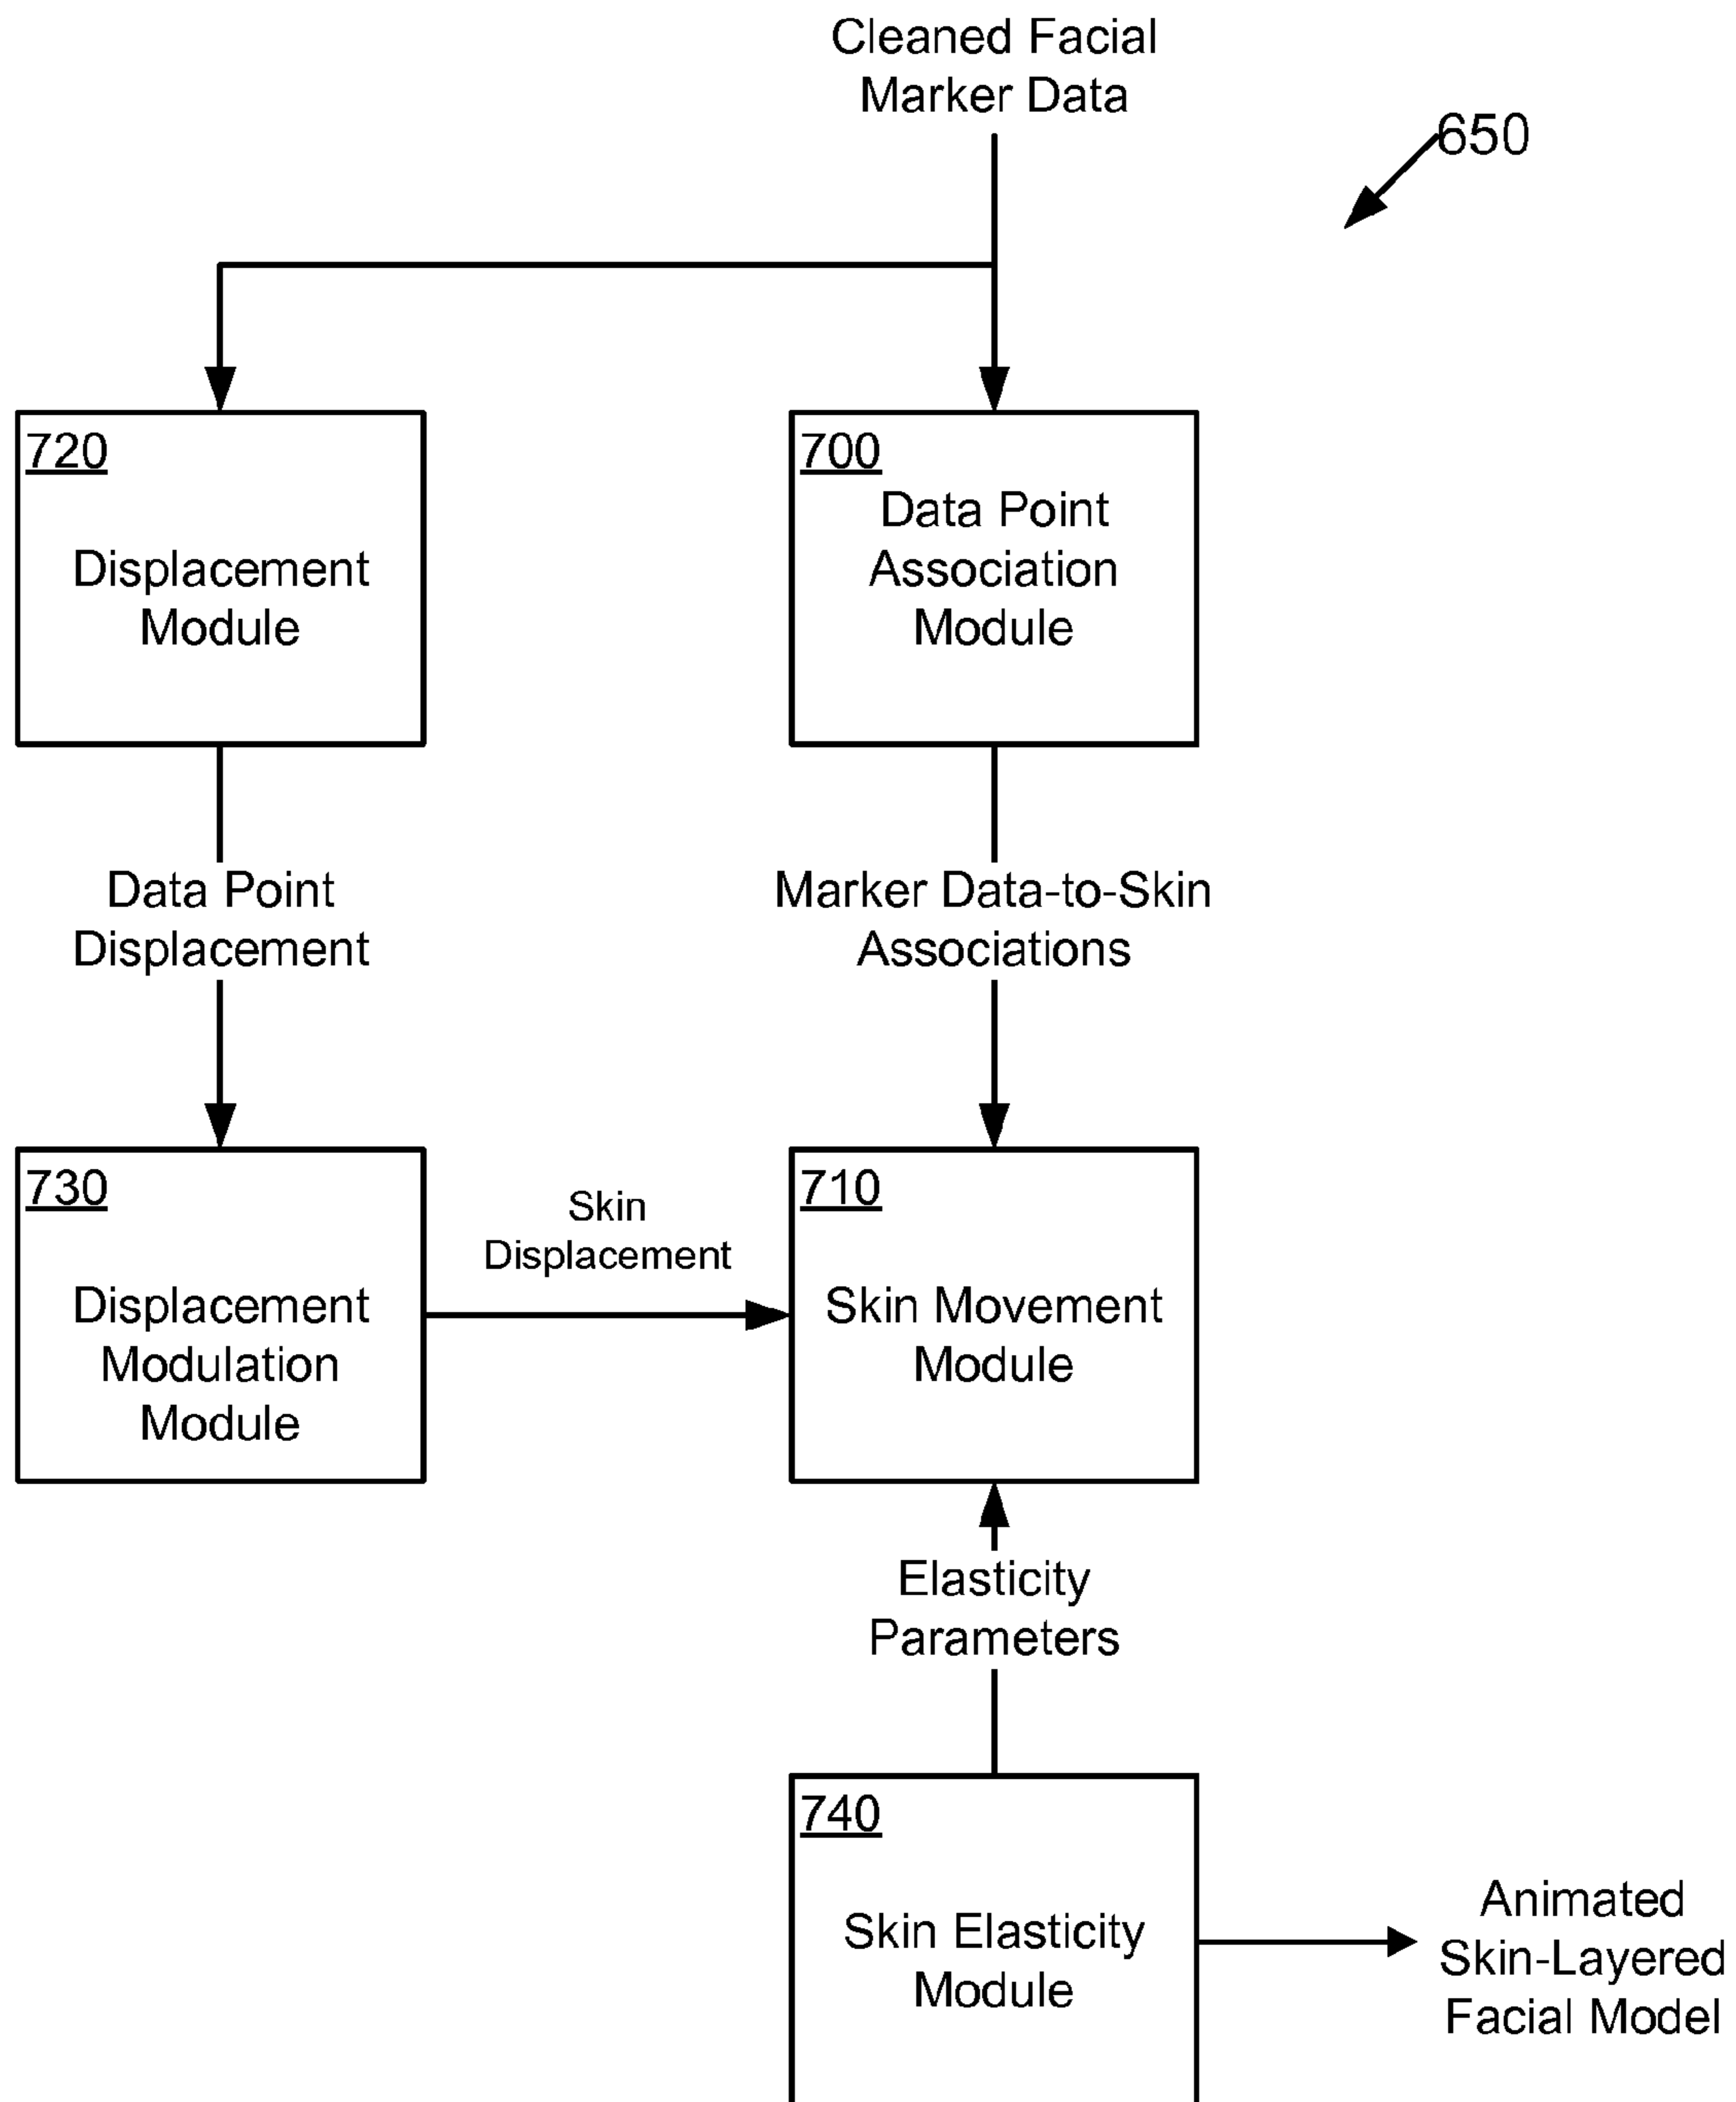 Cleaned Facial
Marker Data
650
720
Displacement
Module
700
Data Point
Association
Module
Data Point
Displacement
Marker Data-to-Skin
Associations
730
Displacement
Modulation
Module
Skin
Displacement
710
Skin Movement
Module
Elasticity
Parameters
740
Skin Elasticity
Module
Animated
Skin-Layered
Facial Model